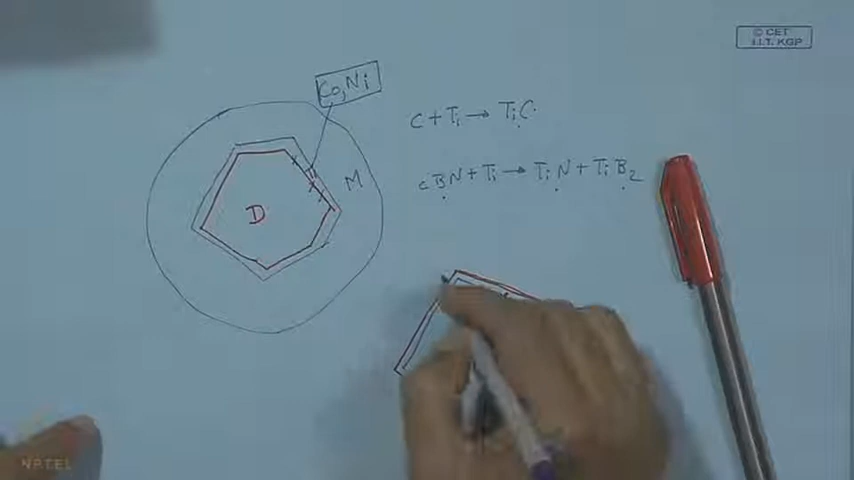 © CET
I.I.T. KGP
Co, Ni
C + Ti → TiC
M
cBN + Ti → TiN + TiB2
D
NPTEL